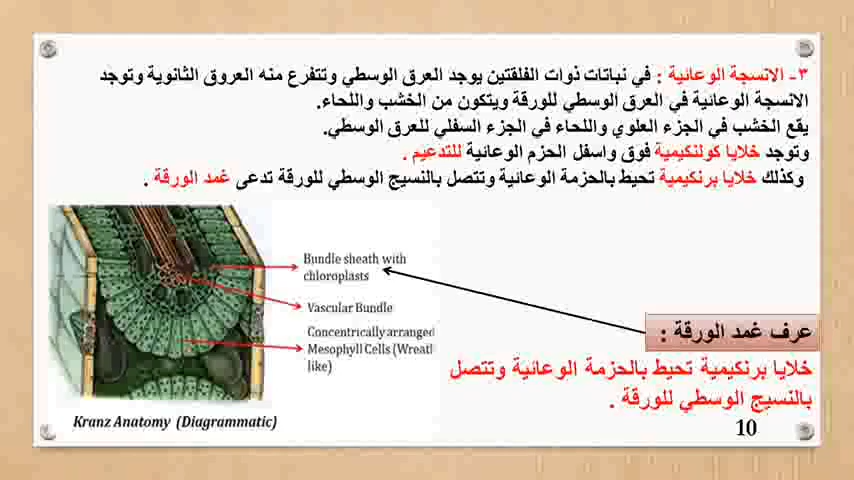 ٣- الانسجة الوعائية : في نباتات ذوات الفلقتين يوجد العرق الوسطي وتتفرع منه العروق الثانوية وتوجد
الانسجة الوعائية في العرق الوسطي للورقة ويتكون من الخشب واللحاء.
يقع الخشب في الجزء العلوي واللحاء في الجزء السفلي للعرق الوسطي.
وتوجد خلايا كولنكيمية فوق واسفل الحزم الوعائية للتدعيم .
وكذلك خلايا برنكيمية تحيط بالحزمة الوعائية وتتصل بالنسيج الوسطي للورقة تدعى غمد الورقة .
Bundle sheath with
chloroplasts
Vascular Bundle
Concentrically arranged
Mesophyll Cells (Wreatl
like)
Kranz Anatomy (Diagrammatic)
عرف غمد الورقة :
خلايا برنكيمية تحيط بالحزمة الوعائية وتتصل
بالنسيج الوسطي للورقة .
10